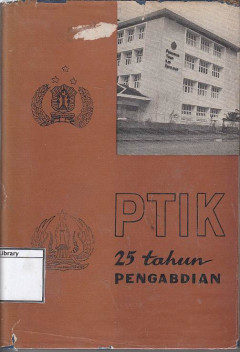 PTIK
25 tahun
PENGABDIAN
Library